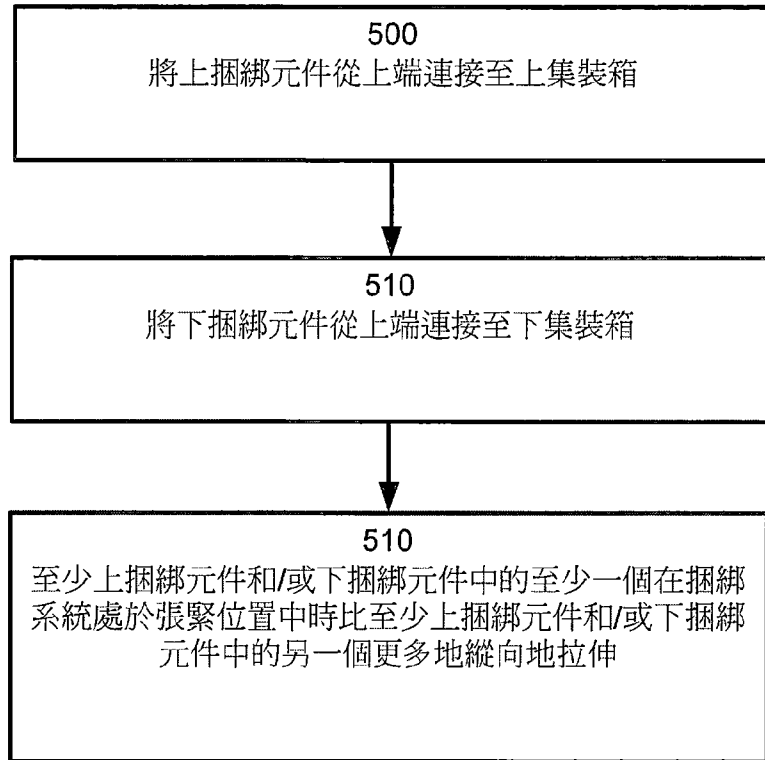 500
將上捆綁元件從上端連接至上集裝箱
510
將下捆綁元件從上端連接至下集裝箱
510
至少上捆綁元件和/或下捆綁元件中的至少一個在捆綁
系統處於張緊位置中時比至少上捆綁元件和/或下捆綁
元件中的另一個更多地縱向地拉伸